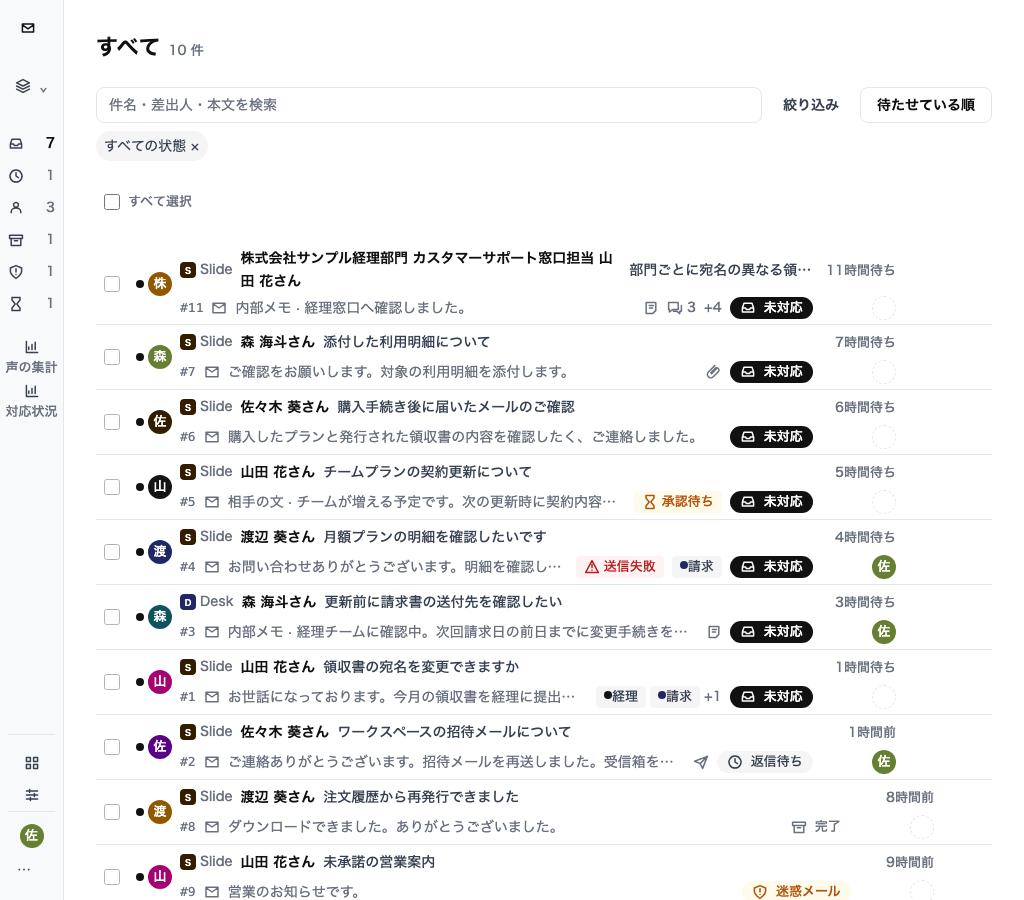 すべて 10 件
件名・差出人・本文を検索 絞り込み 待たせている順
すべての状態 ×
7
1
3
1
1
1
声の集計
対応状況
佐
…
すべて選択
株 S Slide 株式会社サンプル経理部門 カスタマーサポート窓口担当 山
田 花さん 部門ごとに宛名の異なる領… 11時間待ち
#11 内部メモ · 経理窓口へ確認しました。 3 +4 未対応
森 S Slide 森 海斗さん 添付した利用明細について 7時間待ち
#7 ご確認をお願いします。対象の利用明細を添付します。 未対応
佐 S Slide 佐々木 葵さん 購入手続き後に届いたメールのご確認 6時間待ち
#6 購入したプランと発行された領収書の内容を確認したく、ご連絡しました。 未対応
山 S Slide 山田 花さん チームプランの契約更新について 5時間待ち
#5 相手の文 · チームが増える予定です。次の更新時に契約内容… 承認待ち 未対応
渡 S Slide 渡辺 葵さん 月額プランの明細を確認したいです 4時間待ち
#4 お問い合わせありがとうございます。明細を確認し… 送信失敗 請求 未対応 佐
森 D Desk 森 海斗さん 更新前に請求書の送付先を確認したい 3時間待ち
#3 内部メモ · 経理チームに確認中。次回請求日の前日までに変更手続きを… 未対応 佐
山 S Slide 山田 花さん 領収書の宛名を変更できますか 1時間待ち
#1 お世話になっております。今月の領収書を経理に提出… 経理 請求 +1 未対応
佐 S Slide 佐々木 葵さん ワークスペースの招待メールについて 1時間前
#2 ご連絡ありがとうございます。招待メールを再送しました。受信箱を… 返信待ち 佐
渡 S Slide 渡辺 葵さん 注文履歴から再発行できました 8時間前
#8 ダウンロードできました。ありがとうございました。 完了
山 S Slide 山田 花さん 未承諾の営業案内 9時間前
#9 営業のお知らせです。 迷惑メール